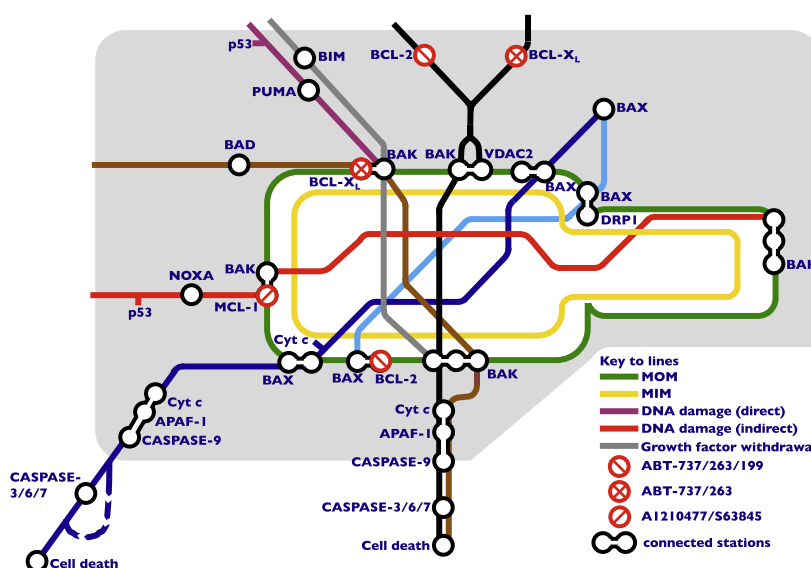 p53
BIM
BCL-2
BCL-XL
PUMA
BAX
BAD
BAK
BAK
VDAC2
BCL-XL
BAX
BAX
DRP1
NOXA
BAK
BAK
MCL-1
p53
Cyt c
BAX
BAX
BCL-2
BAK
Key to lines
MOM
MIM
DNA damage (direct)
DNA damage (indirect)
Growth factor withdrawa
ABT-737/263/199
ABT-737/263
A1210477/S63845
connected stations
Cyt c
APAF-1
CASPASE-9
CASPASE-
3/6/7
Cell death
Cyt c
APAF-1
CASPASE-9
CASPASE-3/6/7
Cell death